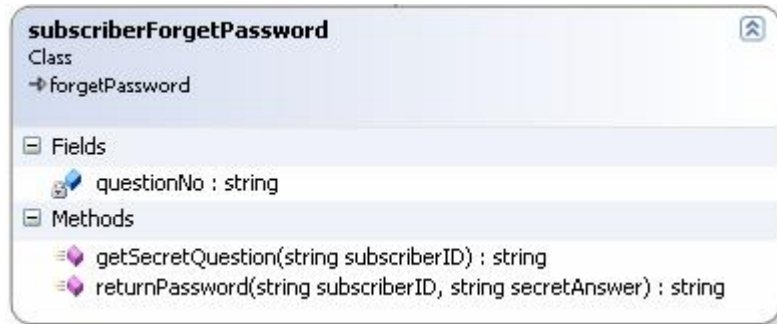 subscriberForgetPassword
Class
forgetPassword
Fields
questionNo : string
Methods
getSecretQuestion(string subscriberID) : string
returnPassword(string subscriberID, string secretAnswer) : string